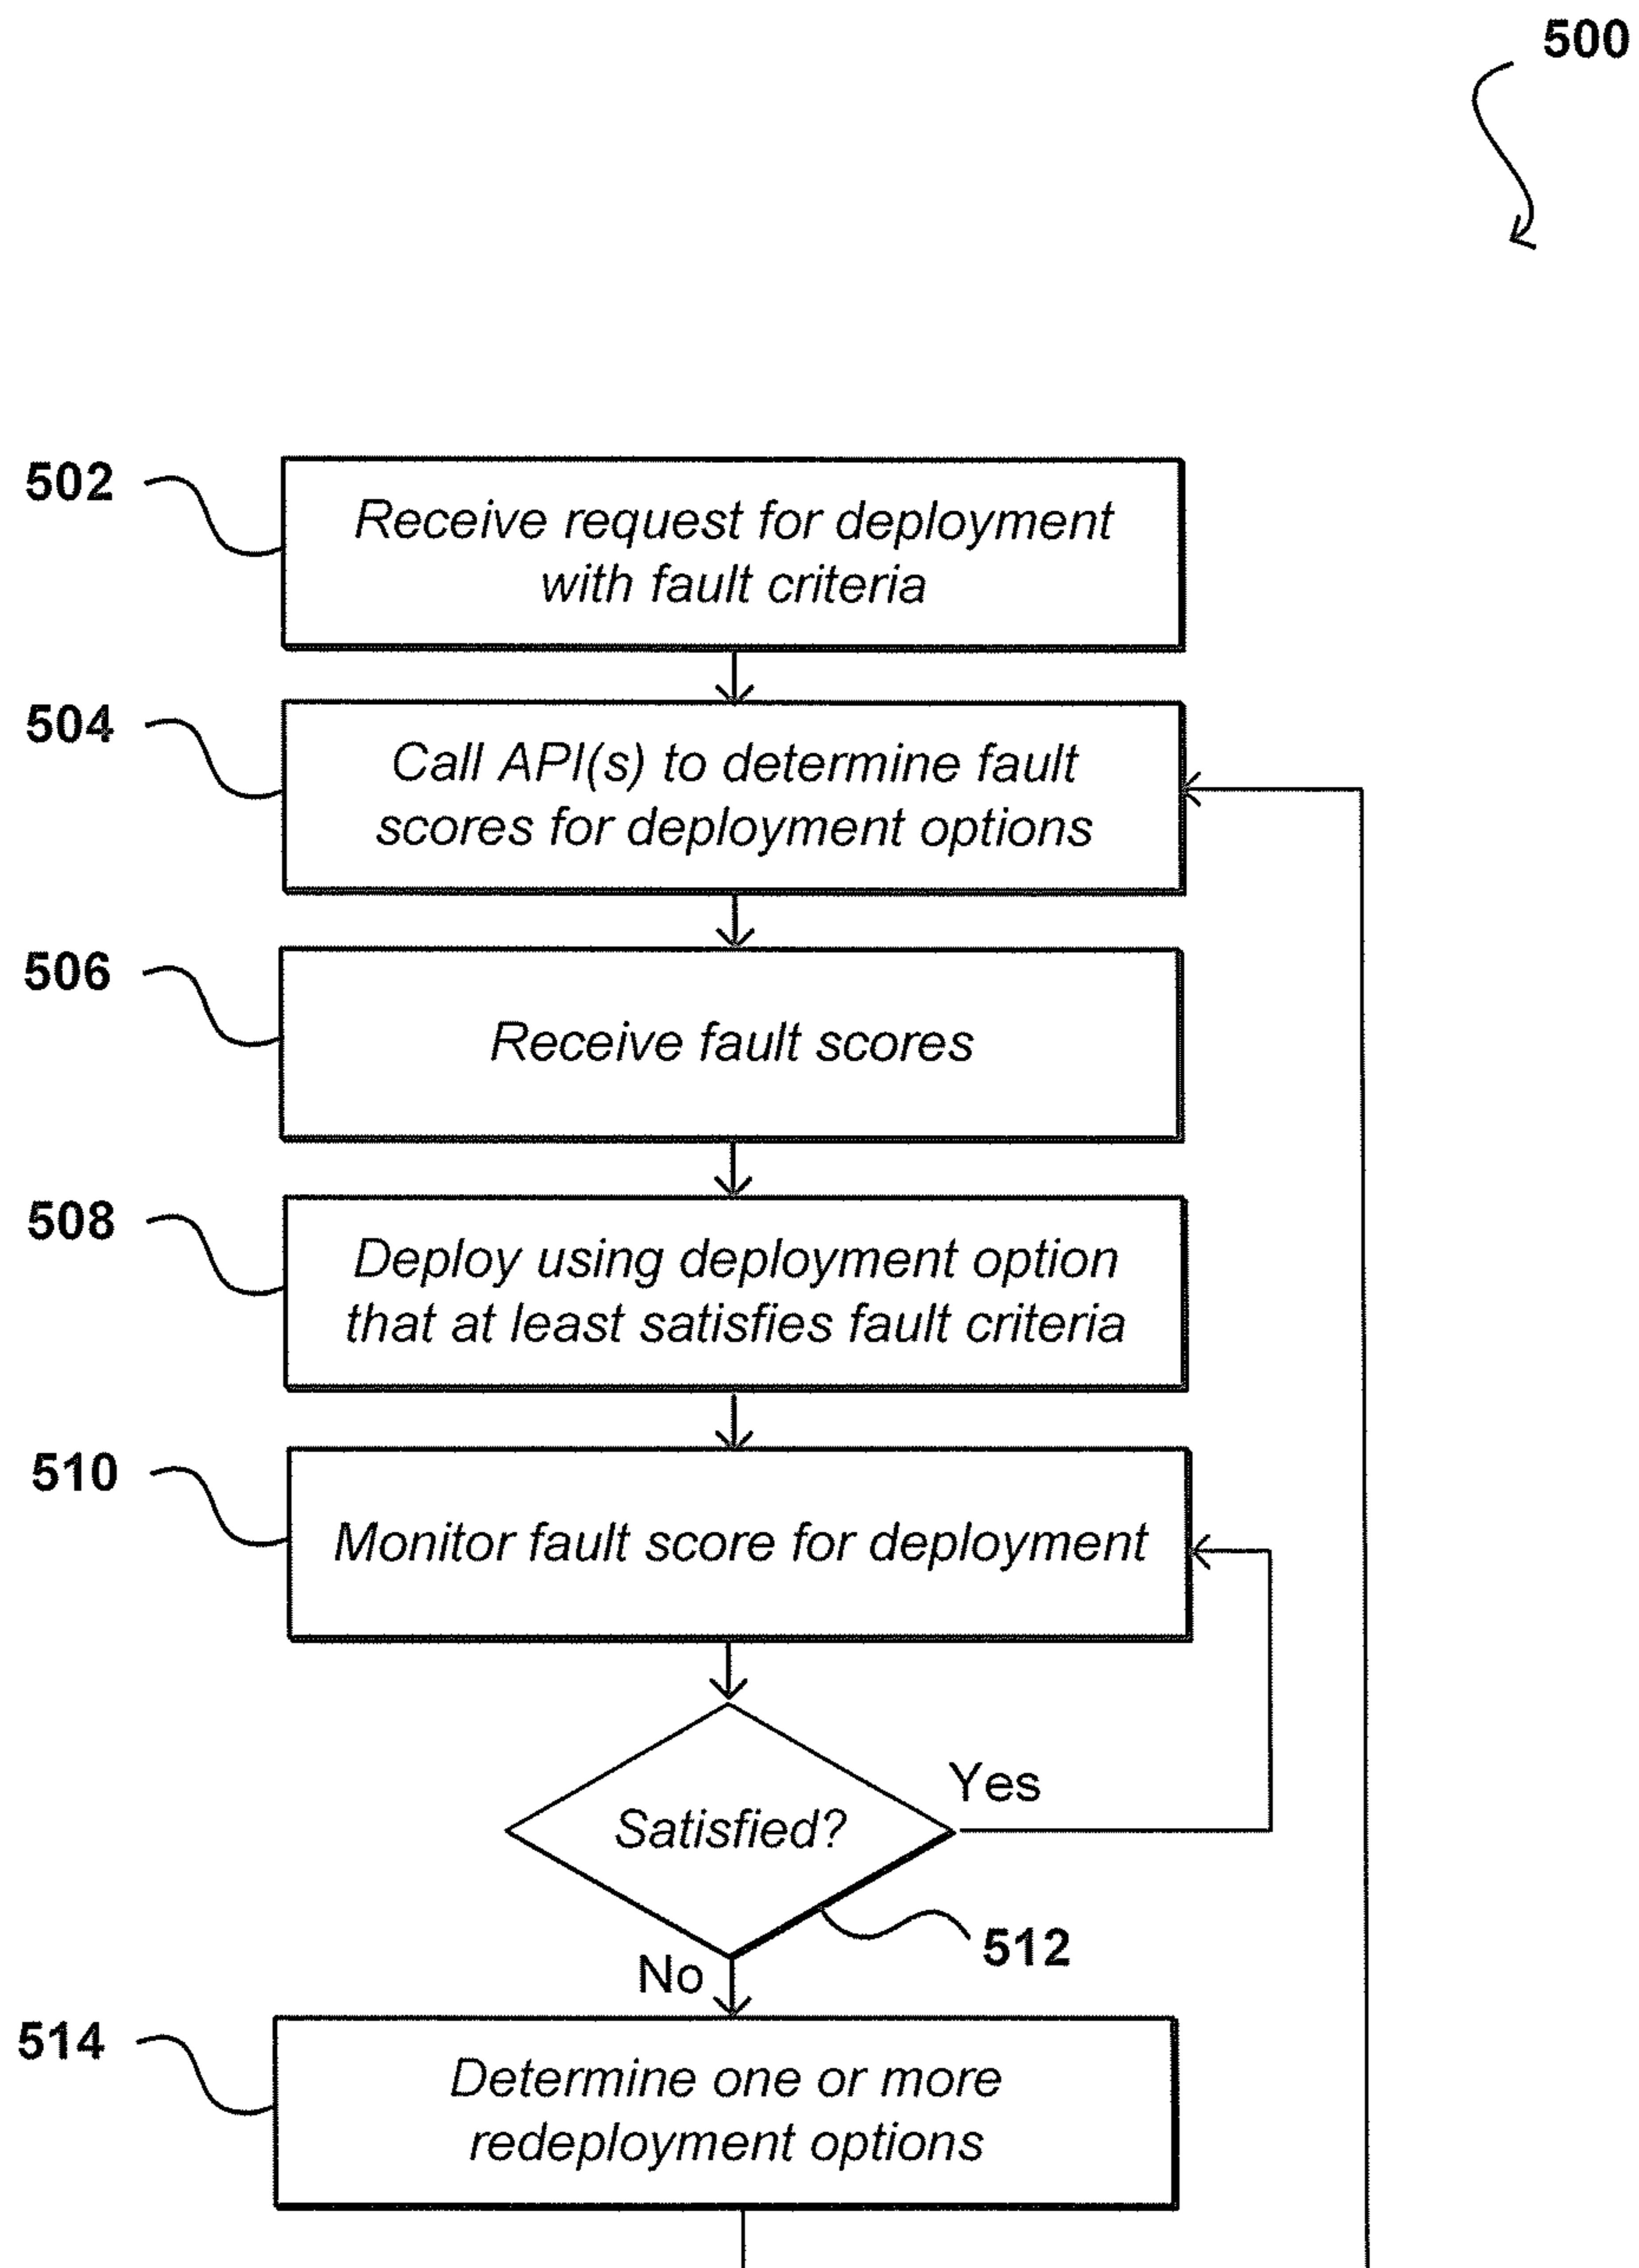 500
502
Receive request for deployment
with fault criteria
504
Call API(s) to determine fault
scores for deployment options
506
Receive fault scores
508
Deploy using deployment option
that at least satisfies fault criteria
510
Monitor fault score for deployment
Satisfied?
Yes
512
No
514
Determine one or more
redeployment options